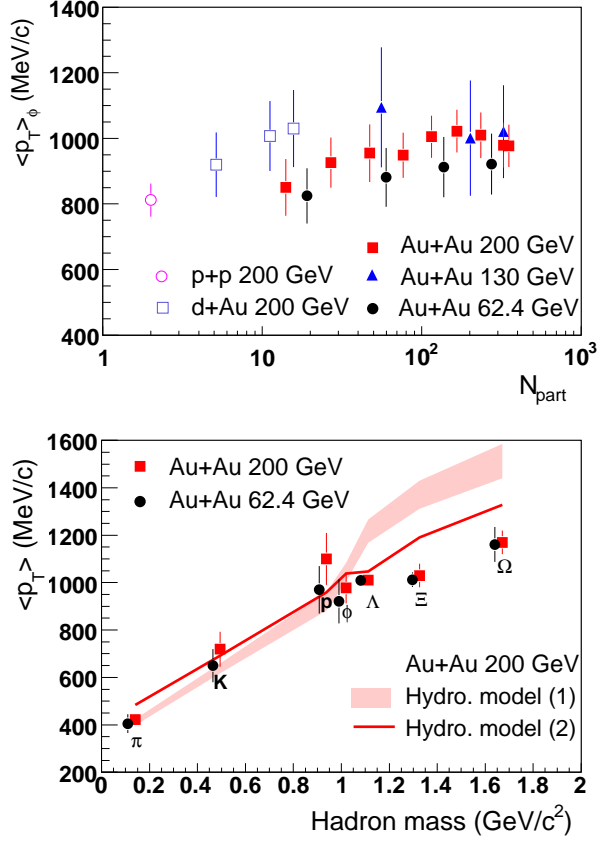 <p_T>_ϕ (MeV/c)
1400
1200
1000
800
600
400
p+p 200 GeV
d+Au 200 GeV
Au+Au 200 GeV
Au+Au 130 GeV
Au+Au 62.4 GeV
1 10 10^2 10^3
N_part
<p_T> (MeV/c)
1600
1400
1200
1000
800
600
400
200
Au+Au 200 GeV
Au+Au 62.4 GeV
π K p ϕ Λ Ξ Ω
Au+Au 200 GeV
Hydro. model (1)
Hydro. model (2)
0 0.2 0.4 0.6 0.8 1 1.2 1.4 1.6 1.8 2
Hadron mass (GeV/c^2)